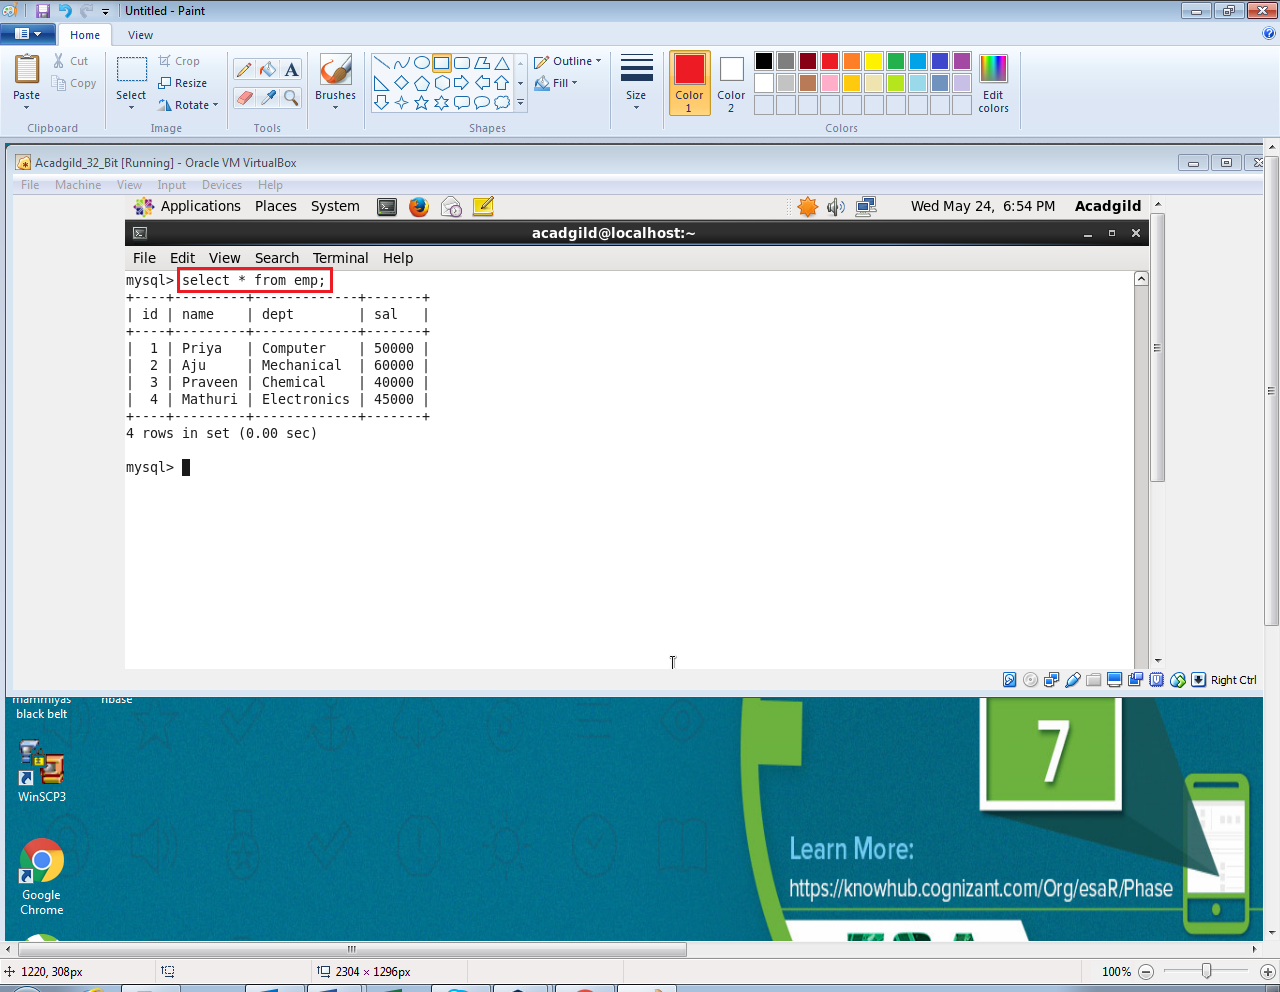 Untitled - Paint
Home View
Cut
Copy
Paste
Clipboard
Crop
Resize
Rotate
Select
Image
Tools
Brushes
Outline
Fill
Shapes
Size
Color 1
Color 2
Edit colors
Colors
Acadgild_32_Bit [Running] - Oracle VM VirtualBox
File Machine View Input Devices Help
Applications Places System Wed May 24, 6:54 PM Acadgild
acadgild@localhost:~
File Edit View Search Terminal Help
mysql> select * from emp;
+----+---------+-------------+-------+
| id | name    | dept        | sal   |
+----+---------+-------------+-------+
|  1 | Priya   | Computer    | 50000 |
|  2 | Aju     | Mechanical  | 60000 |
|  3 | Praveen | Chemical    | 40000 |
|  4 | Mathuri | Electronics | 45000 |
+----+---------+-------------+-------+
4 rows in set (0.00 sec)
mysql>
Right Ctrl
mammiyas hbase
black belt
WinSCP3
Google
Chrome
7
Learn More:
https://knowhub.cognizant.com/Org/esaR/Phase
1220, 308px 2304 × 1296px 100%